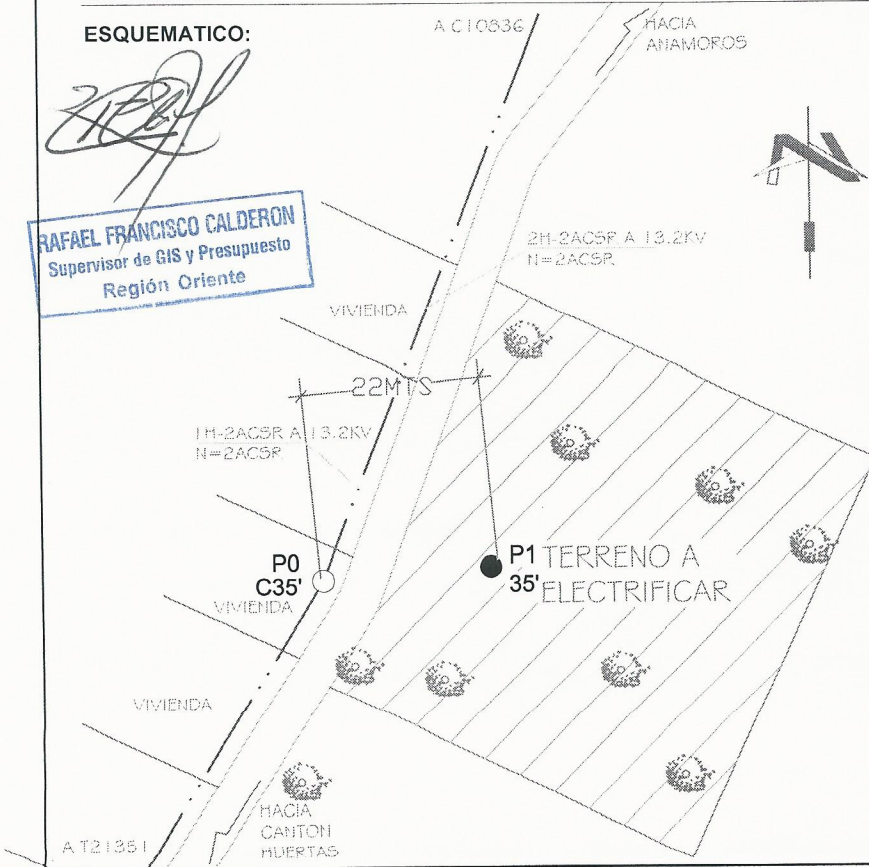 ESQUEMATICO:
A C10836
HACIA
ANAMOROS
RAFAEL FRANCISCO CALDERON
Supervisor de GIS y Presupuesto
Región Oriente
2H-2ACSR A 13.2KV
N=2ACSR
VIVIENDA
22MTS
1H-2ACSR A 13.2KV
N=2ACSR
P0
C35'
VIVIENDA
P1
35'
TERRENO A
ELECTRIFICAR
VIVIENDA
HACIA
CANTON
HUERTAS
A T21351